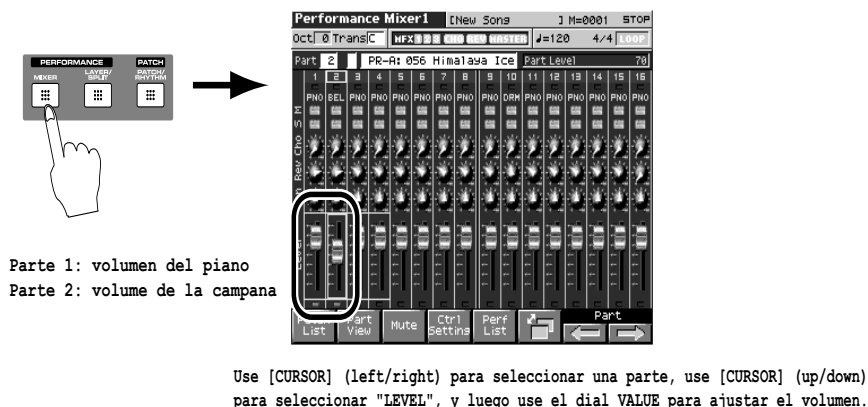 Performance Mixer1 [New Song ] M=0001 STOP
Oct 0 Trans C MFX 1 2 3 CHO REV MASTER ♩=120 4/4 LOOP
Part 2 PR-A: 056 Himalaya Ice Part Level 70
1 2 3 4 5 6 7 8 9 10 11 12 13 14 15 16
PNO BEL PNO PNO PNO PNO PNO PNO PNO DRM PNO PNO PNO PNO PNO PNO
S M
Rev Cho
PERFORMANCE PATCH
MIXER LAYER/SPLIT PATCH/RHYTHM
Parte 1: volumen del piano
Parte 2: volume de la campana
List
Part View
Mute
Ctrl Setting
Perf List
Part
Use [CURSOR] (left/right) para seleccionar una parte, use [CURSOR] (up/down)
para seleccionar "LEVEL", y luego use el dial VALUE para ajustar el volumen.